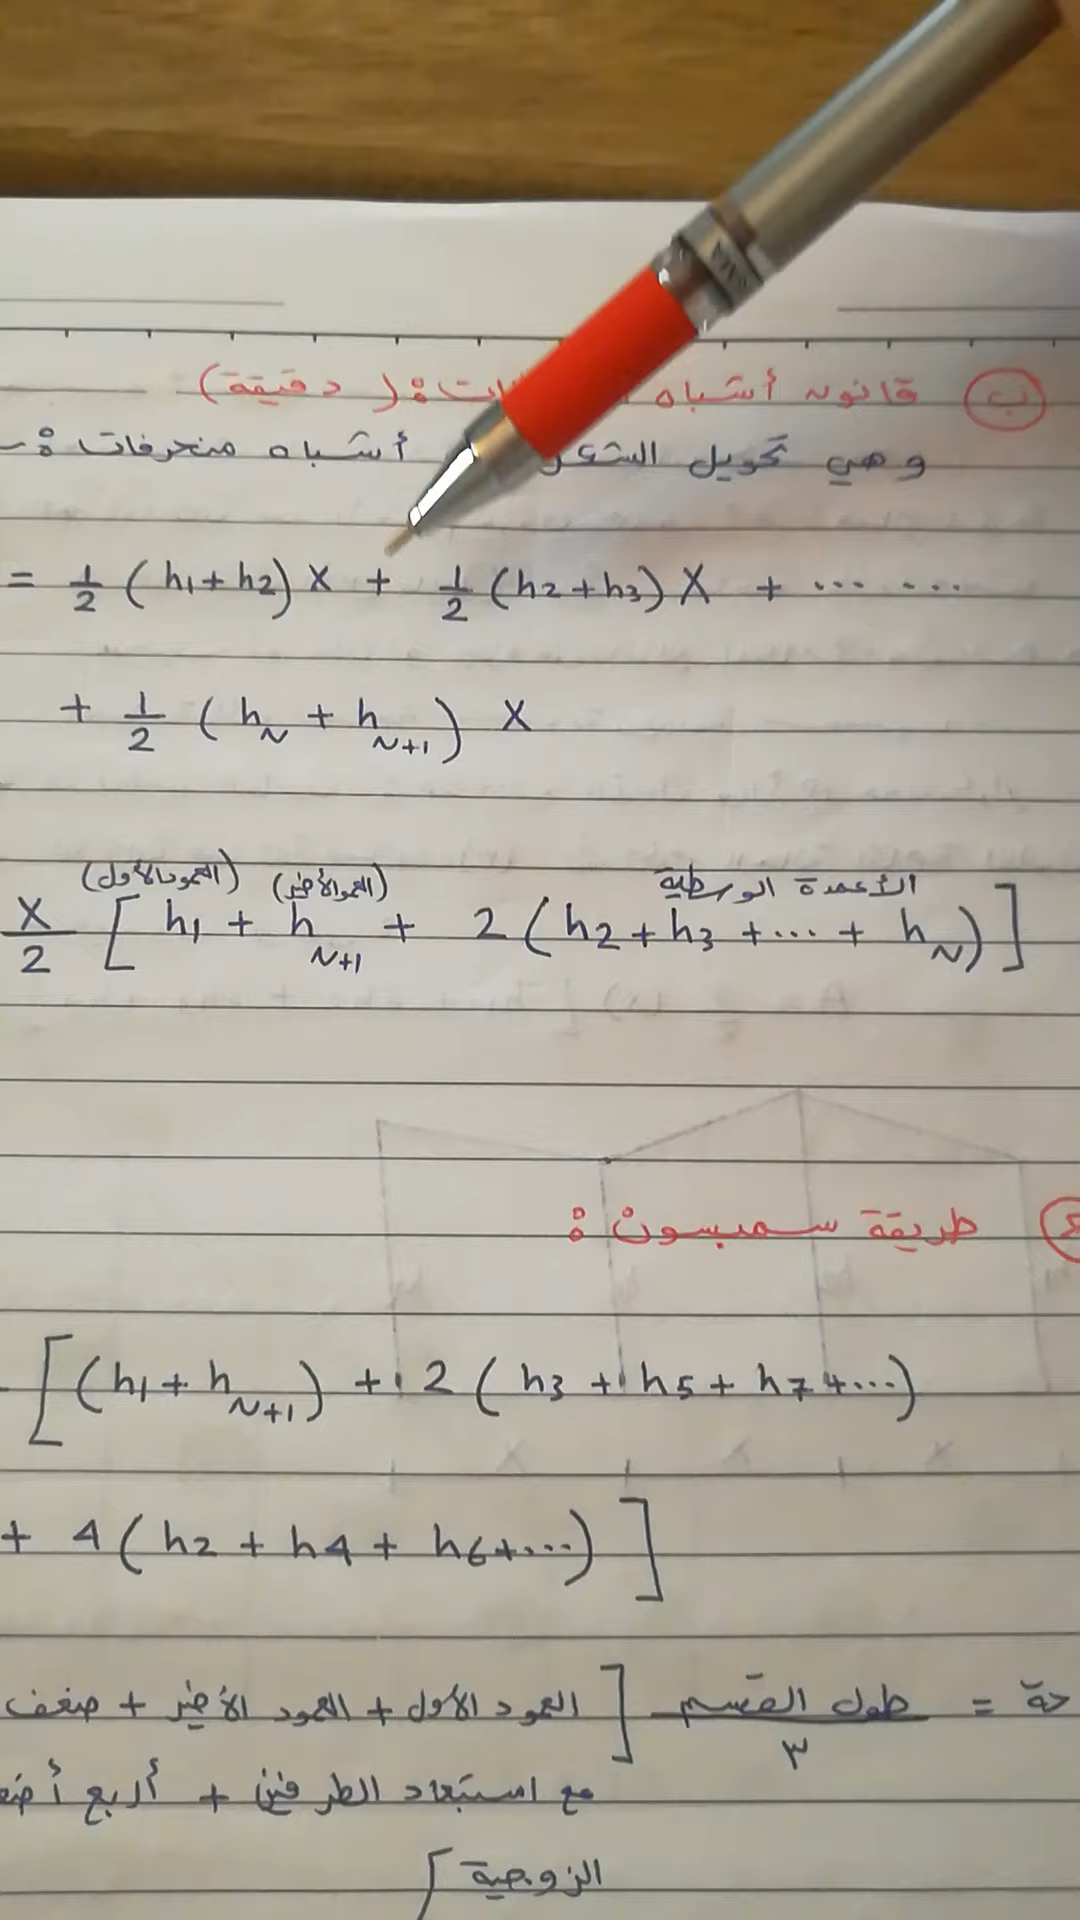 ب قانون أشباه (دقيقة)
وهي تحويل أشباه منحرفات :-
= 1/2 (h1 + h2) X + 1/2 (h2 + h3) X + ... ...
+ 1/2 (hN + hN+1) X
(العمود الأول) (العمود الأخير) الأعمدة الوسطية
X/2 [ h1 + hN+1 + 2 (h2 + h3 + ... + hN) ]
طريقة سمبسون :
[ (h1 + hN+1) + 2 ( h3 + h5 + h7 + ...)
+ 4 ( h2 + h4 + h6 + ...) ]
= طول القسم / ٣ [ العمود الأول + العمود الأخير + ضعف
مع استبعاد الطرفين + أربع
الزوجية ]